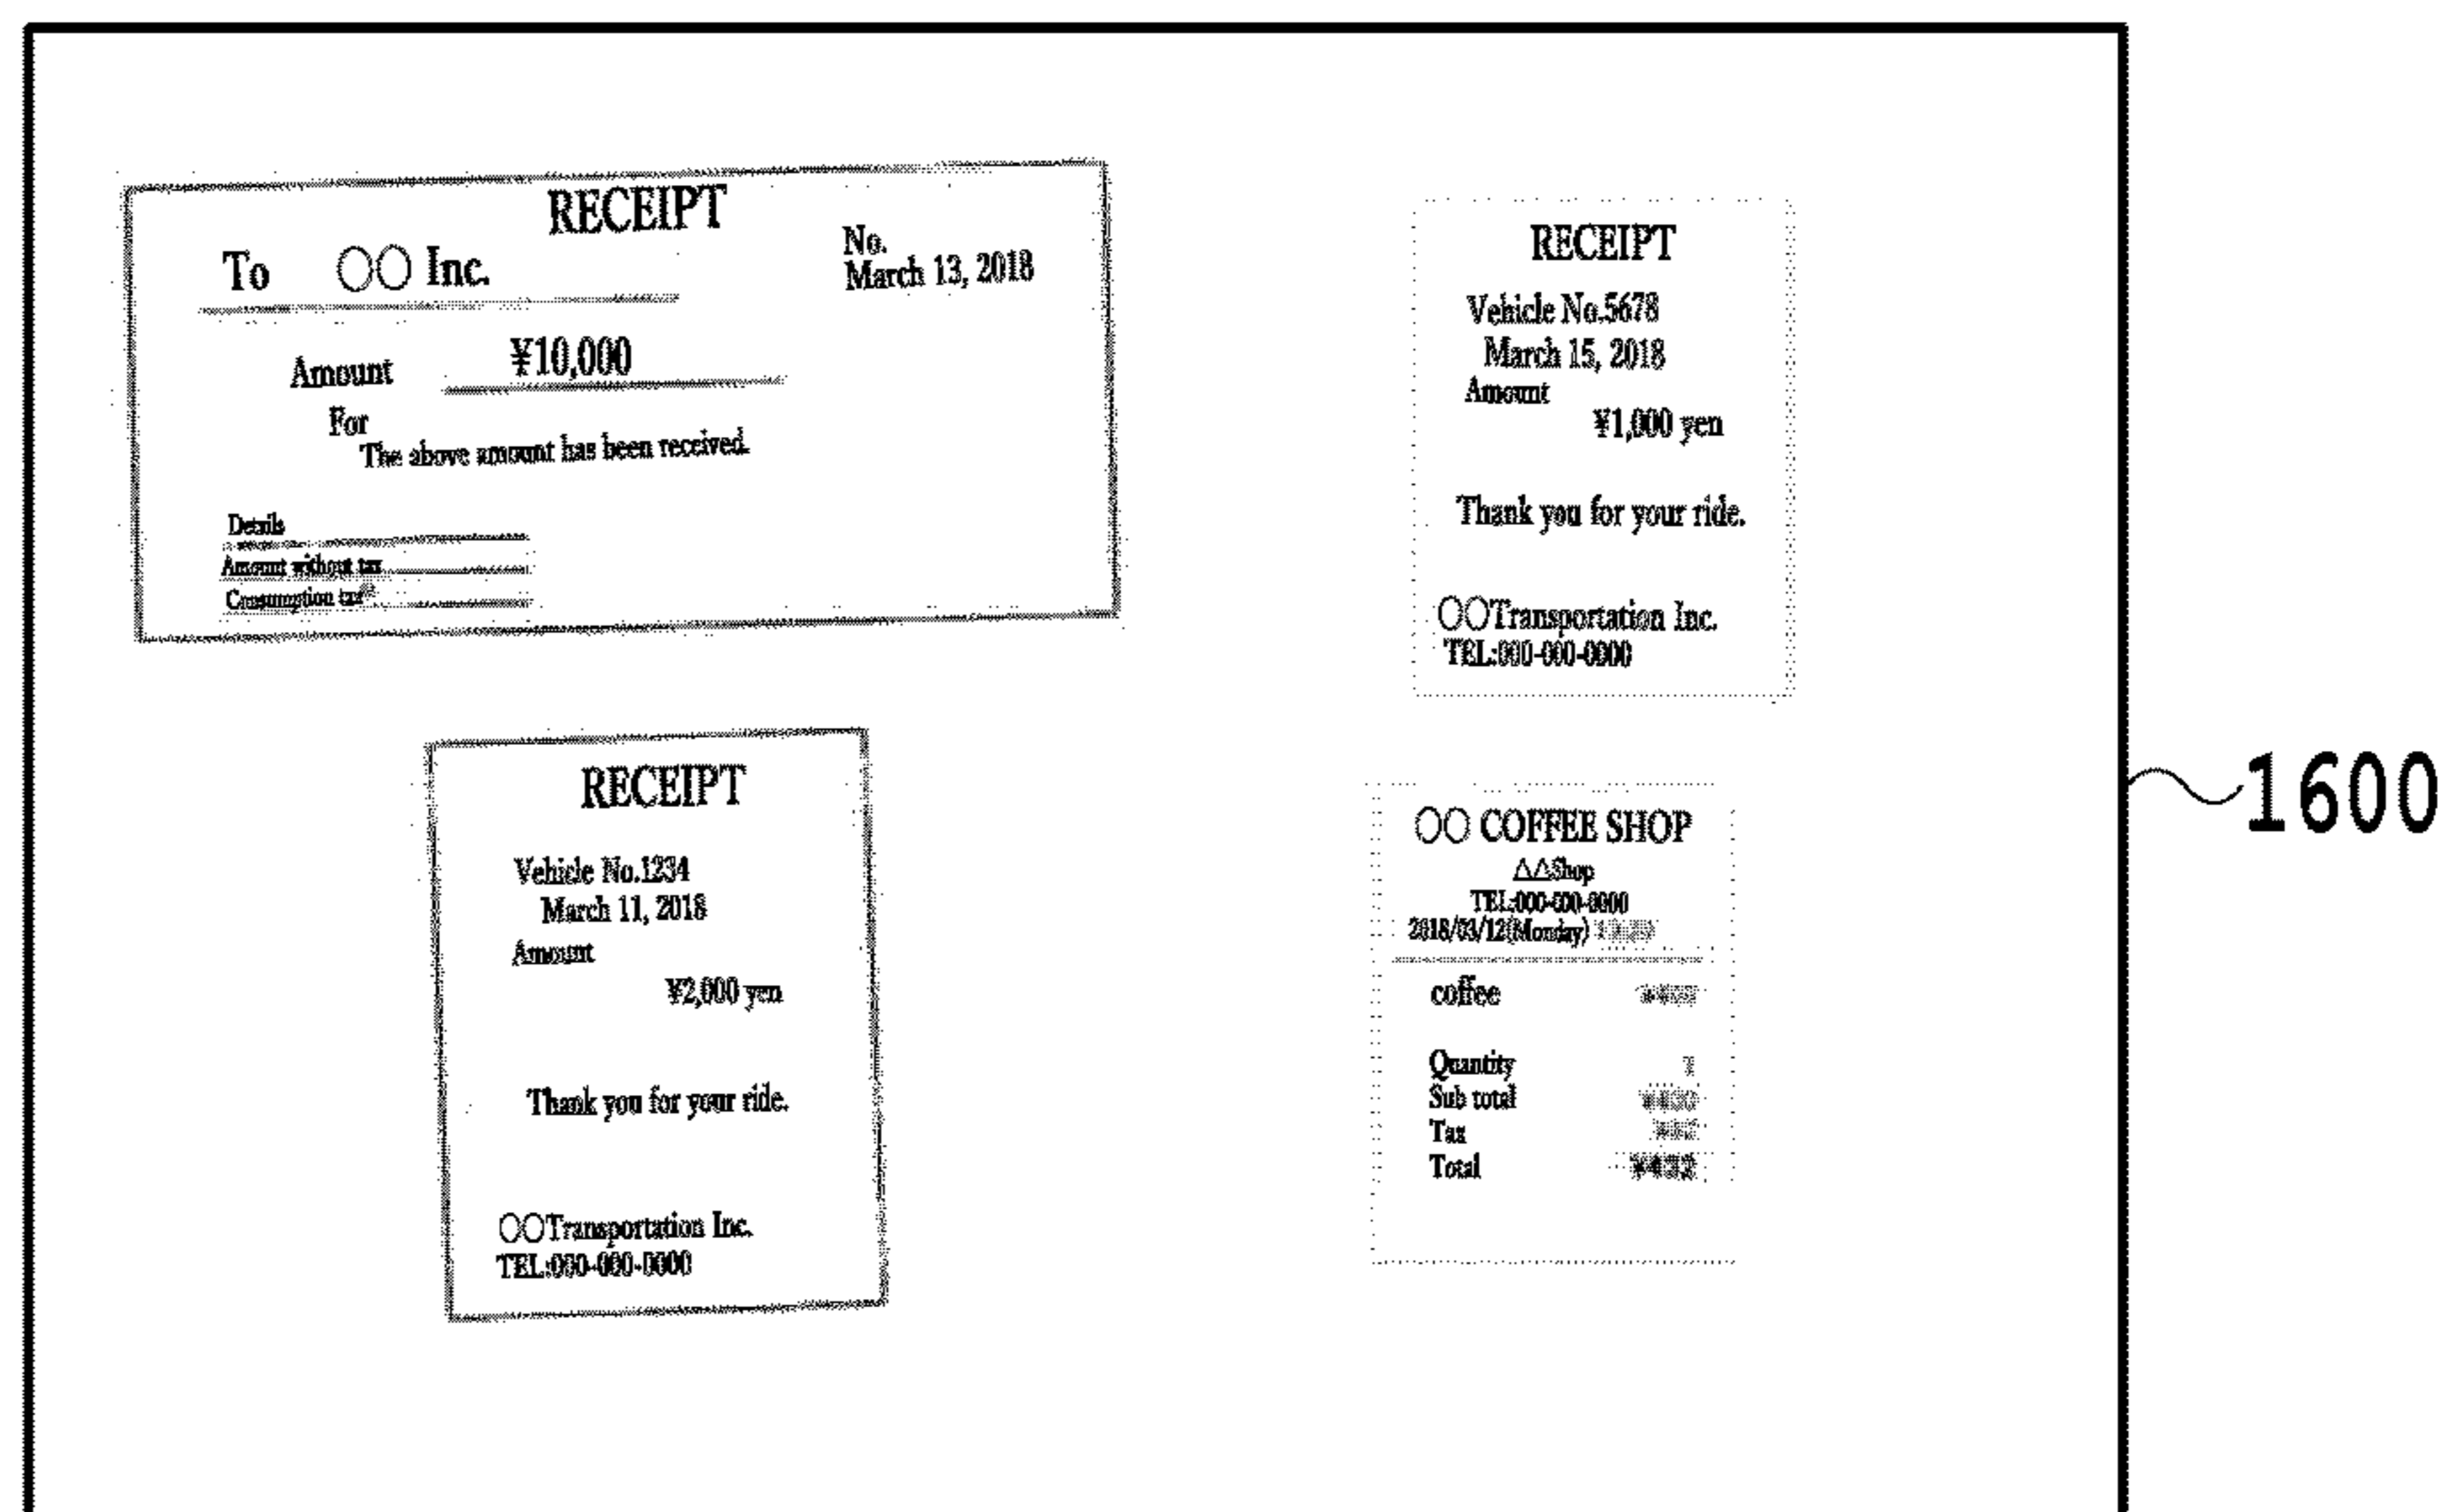 RECEIPT
To ○○ Inc.
No.
March 13, 2018
Amount ¥10,000
For
The above amount has been received.
Details
Amount without tax
Consumption tax
RECEIPT
Vehicle No.5678
March 15, 2018
Amount
¥1,000 yen
Thank you for your ride.
○○Transportation Inc.
TEL:000-000-0000
RECEIPT
Vehicle No.1234
March 11, 2018
Amount
¥2,000 yen
Thank you for your ride.
○○Transportation Inc.
TEL:000-000-0000
○○ COFFEE SHOP
△△Shop
TEL:000-000-0000
2018/03/12(Monday)
coffee
Quantity 1
Sub total
Tax
Total ¥432
1600